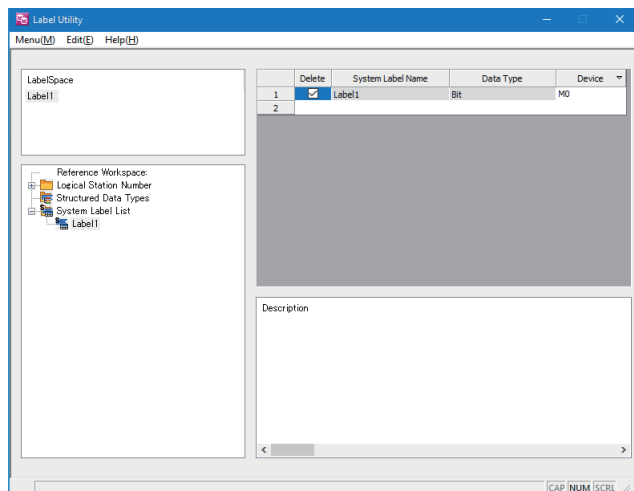 Label Utility
Menu(M) Edit(E) Help(H)
LabelSpace
Label1
Delete System Label Name Data Type Device
1 Label1 Bit M0
2
Reference Workspace:
Logical Station Number
Structured Data Types
System Label List
Label1
Description
CAP NUM SCRL